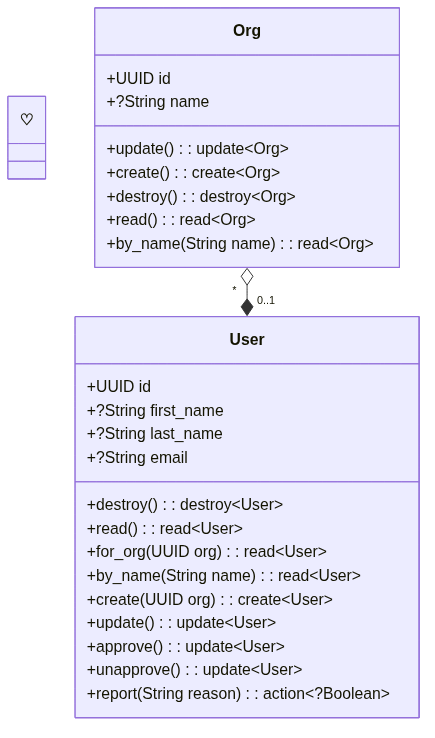 ♡
Org
+UUID id
+?String name
+update() : : update<Org>
+create() : : create<Org>
+destroy() : : destroy<Org>
+read() : : read<Org>
+by_name(String name) : : read<Org>
*
0..1
User
+UUID id
+?String first_name
+?String last_name
+?String email
+destroy() : : destroy<User>
+read() : : read<User>
+for_org(UUID org) : : read<User>
+by_name(String name) : : read<User>
+create(UUID org) : : create<User>
+update() : : update<User>
+approve() : : update<User>
+unapprove() : : update<User>
+report(String reason) : : action<?Boolean>